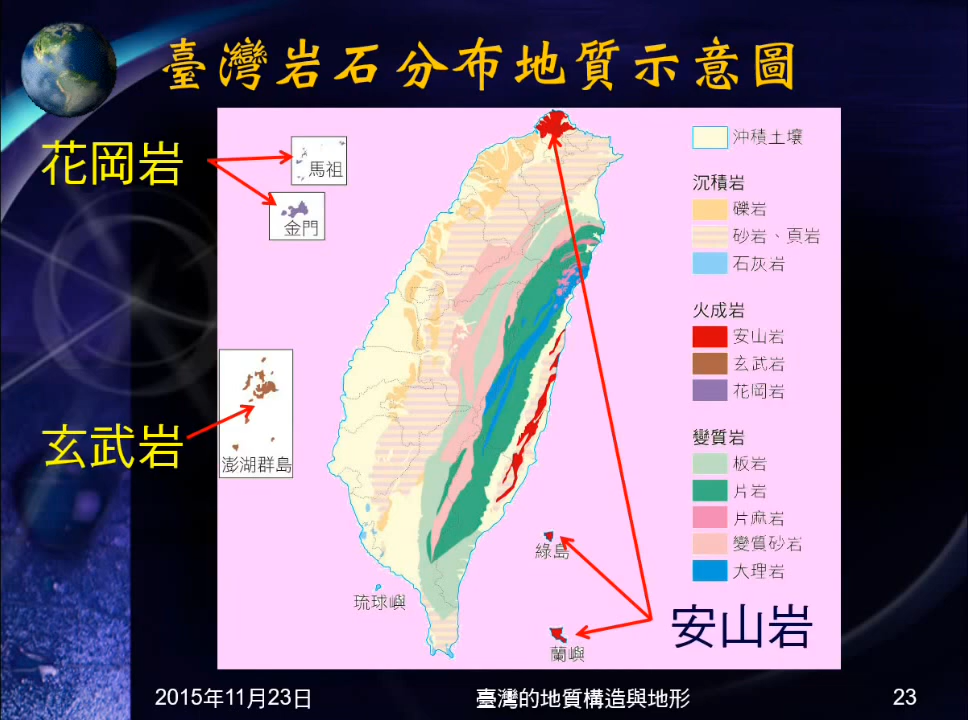 臺灣岩石分布地質示意圖
花岡岩
馬祖
金門
玄武岩
澎湖群島
琉球嶼
綠島
蘭嶼
安山岩
沖積土壤
沉積岩
礫岩
砂岩、頁岩
石灰岩
火成岩
安山岩
玄武岩
花岡岩
變質岩
板岩
片岩
片麻岩
變質砂岩
大理岩
2015年11月23日
臺灣的地質構造與地形
23